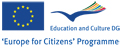 Education and Culture DG
'Europe for Citizens' Programme